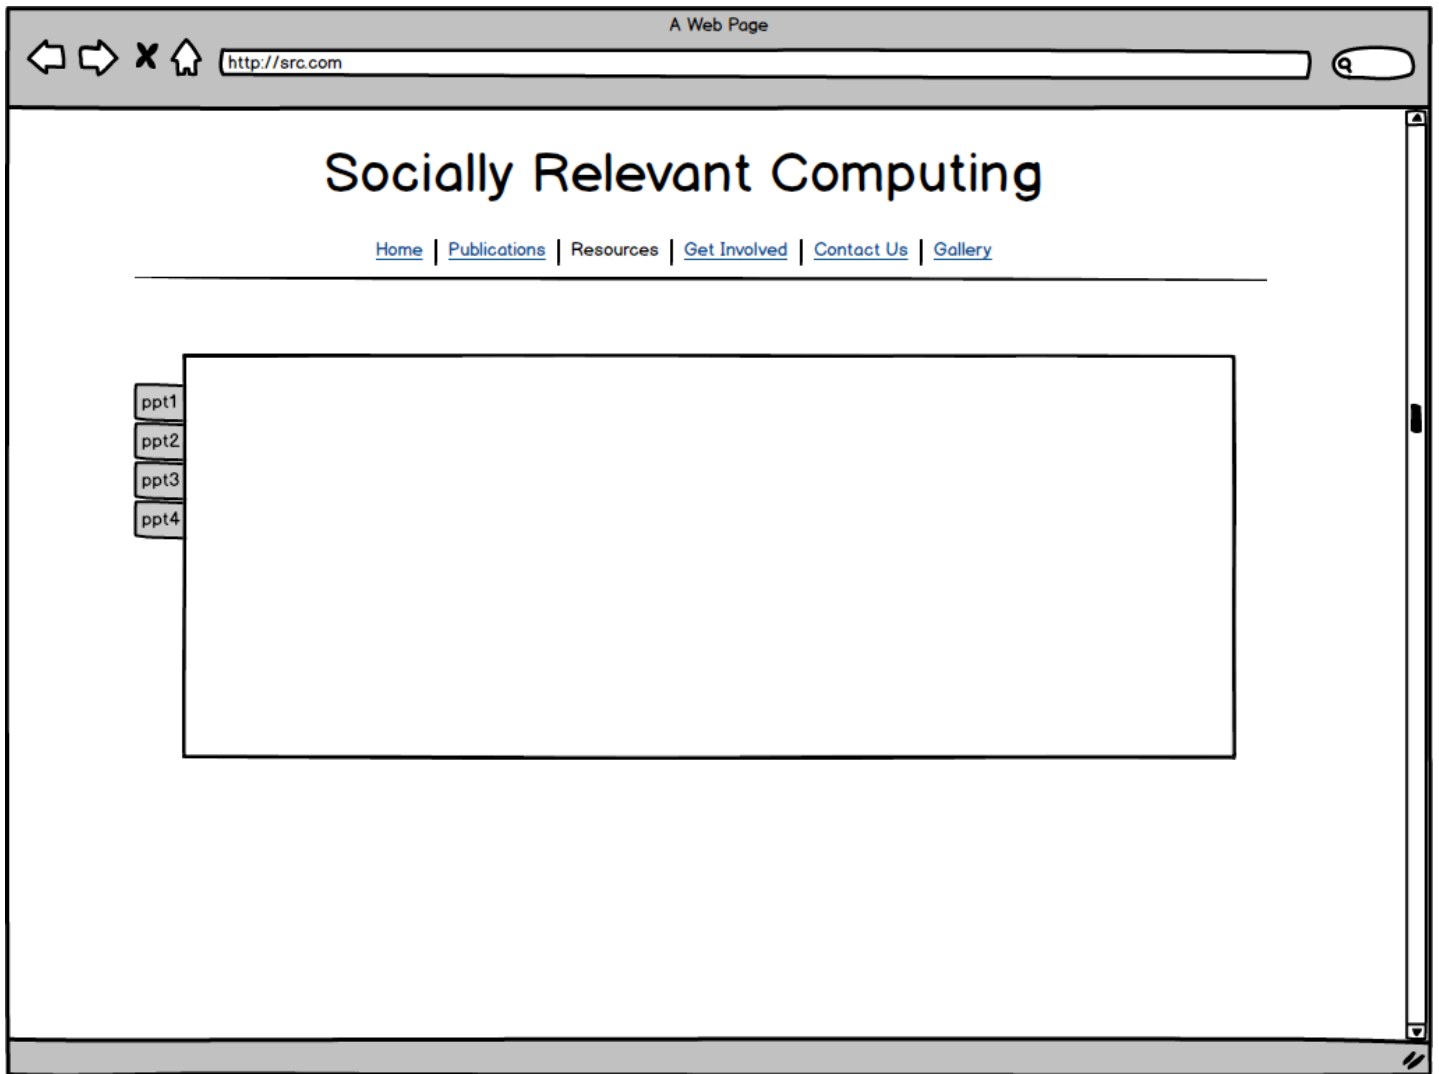 A Web Page
http://src.com
Socially Relevant Computing
Home | Publications | Resources | Get Involved | Contact Us | Gallery
ppt1
ppt2
ppt3
ppt4